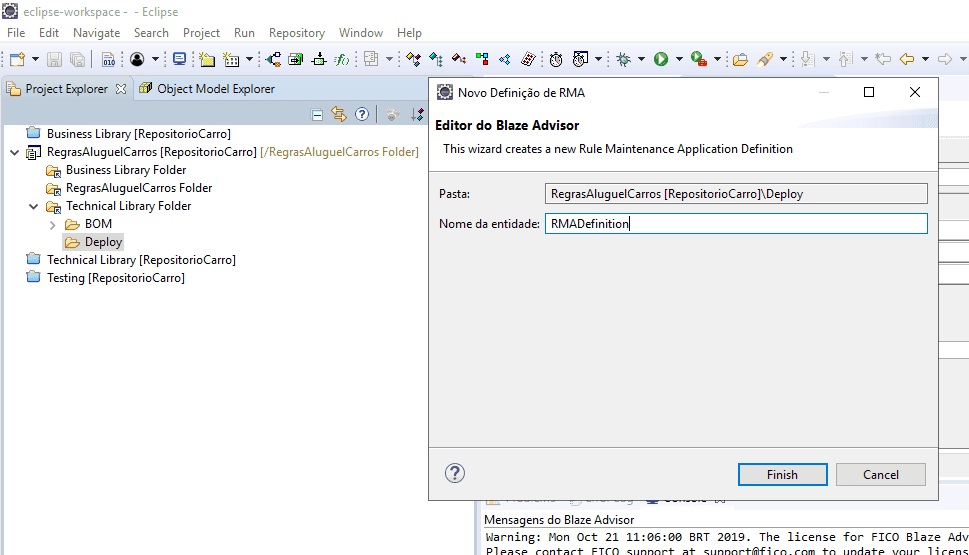 eclipse-workspace - - Eclipse
File Edit Navigate Search Project Run Repository Window Help
Project Explorer Object Model Explorer
Business Library [RepositorioCarro]
RegrasAluguelCarros [RepositorioCarro] [/RegrasAluguelCarros Folder]
Business Library Folder
RegrasAluguelCarros Folder
Technical Library Folder
BOM
Deploy
Technical Library [RepositorioCarro]
Testing [RepositorioCarro]
Novo Definição de RMA
Editor do Blaze Advisor
This wizard creates a new Rule Maintenance Application Definition
Pasta: RegrasAluguelCarros [RepositorioCarro]\Deploy
Nome da entidade: RMADefinition
Finish Cancel
Mensagens do Blaze Advisor
Warning: Mon Oct 21 11:06:00 BRT 2019. The license for FICO Blaze Adv
Please contact FICO support at support@fico.com to update your licens